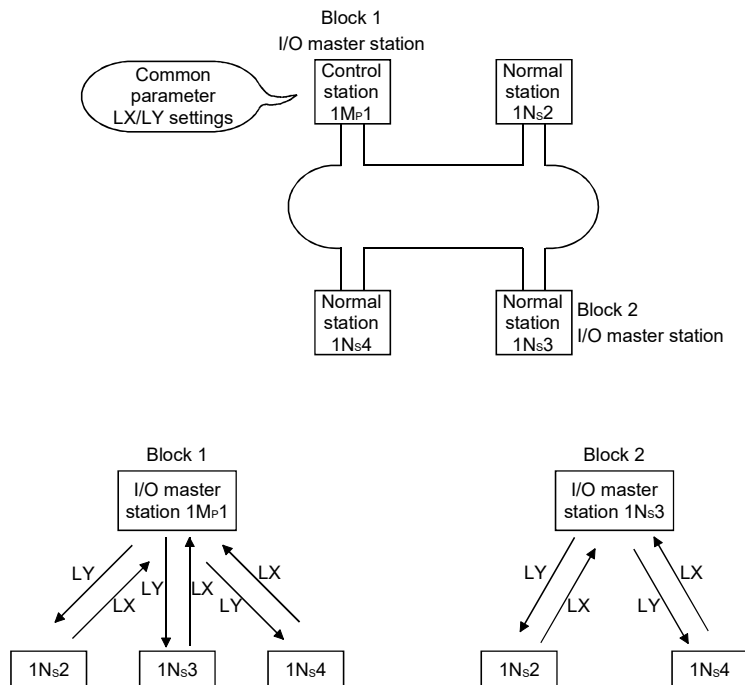 Block 1
I/O master station
Common
parameter
LX/LY settings
Control
station
1MP1
Normal
station
1NS2
Normal
station
1NS4
Normal
station
1NS3
Block 2
I/O master station
Block 1
I/O master
station 1MP1
LY
LX
LY
LX
LY
LX
1NS2
1NS3
1NS4
Block 2
I/O master
station 1NS3
LY
LX
LY
LX
1NS2
1NS4